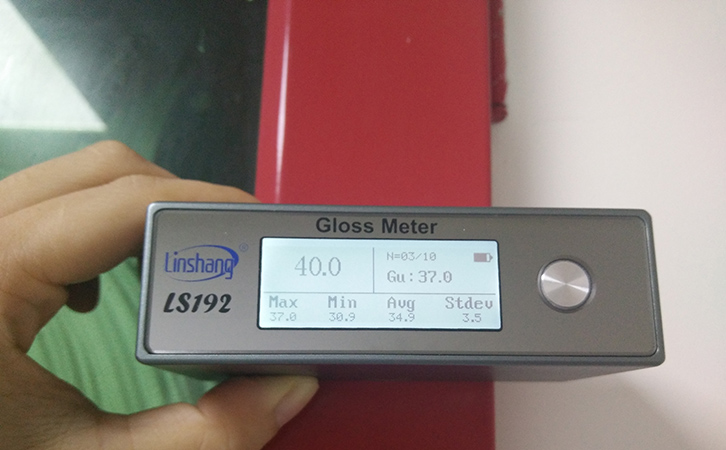 Gloss Meter
Linshang®
LS192
40.0
N=03/10
Gu:37.0
Max Min Avg Stdev
37.0 30.9 34.9 3.5